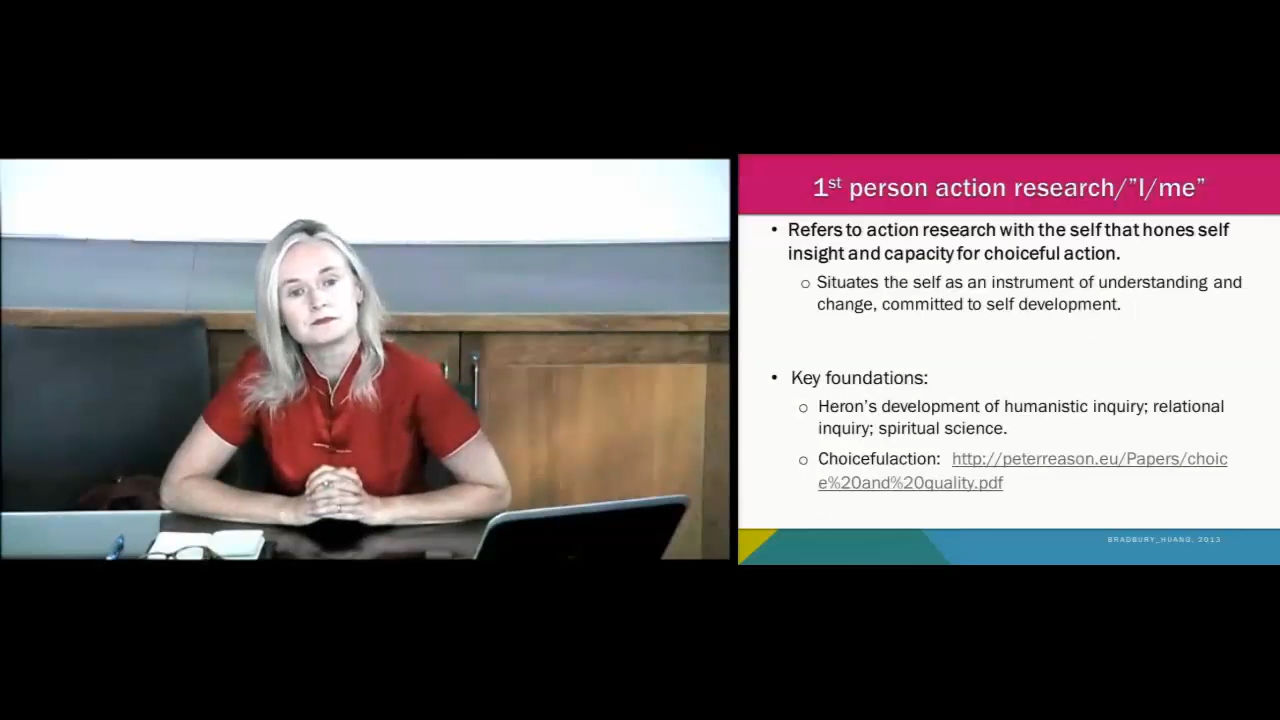 1st person action research/”I/me”
• Refers to action research with the self that hones self
insight and capacity for choiceful action.
o Situates the self as an instrument of understanding and
change, committed to self development.
• Key foundations:
o Heron’s development of humanistic inquiry; relational
inquiry; spiritual science.
o Choicefulaction: http://peterreason.eu/Papers/choic
e%20and%20quality.pdf
BRADBURY_HUANG, 2013